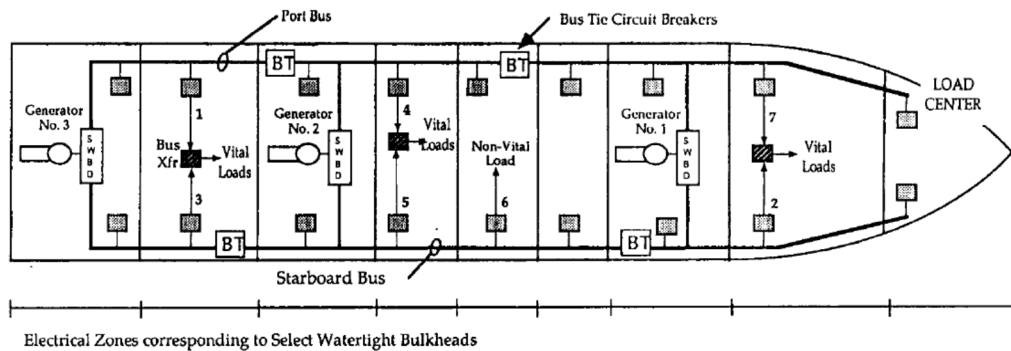 Port Bus
Bus Tie Circuit Breakers
BT
BT
LOAD
CENTER
Generator
No. 3
1
Generator
No. 2
4
Generator
No. 1
7
SWBD
Bus
Xfr
Vital
Loads
SWBD
Vital
Loads
Non-Vital
Load
SWBD
Vital
Loads
3
5
6
2
BT
BT
Starboard Bus
Electrical Zones corresponding to Select Watertight Bulkheads